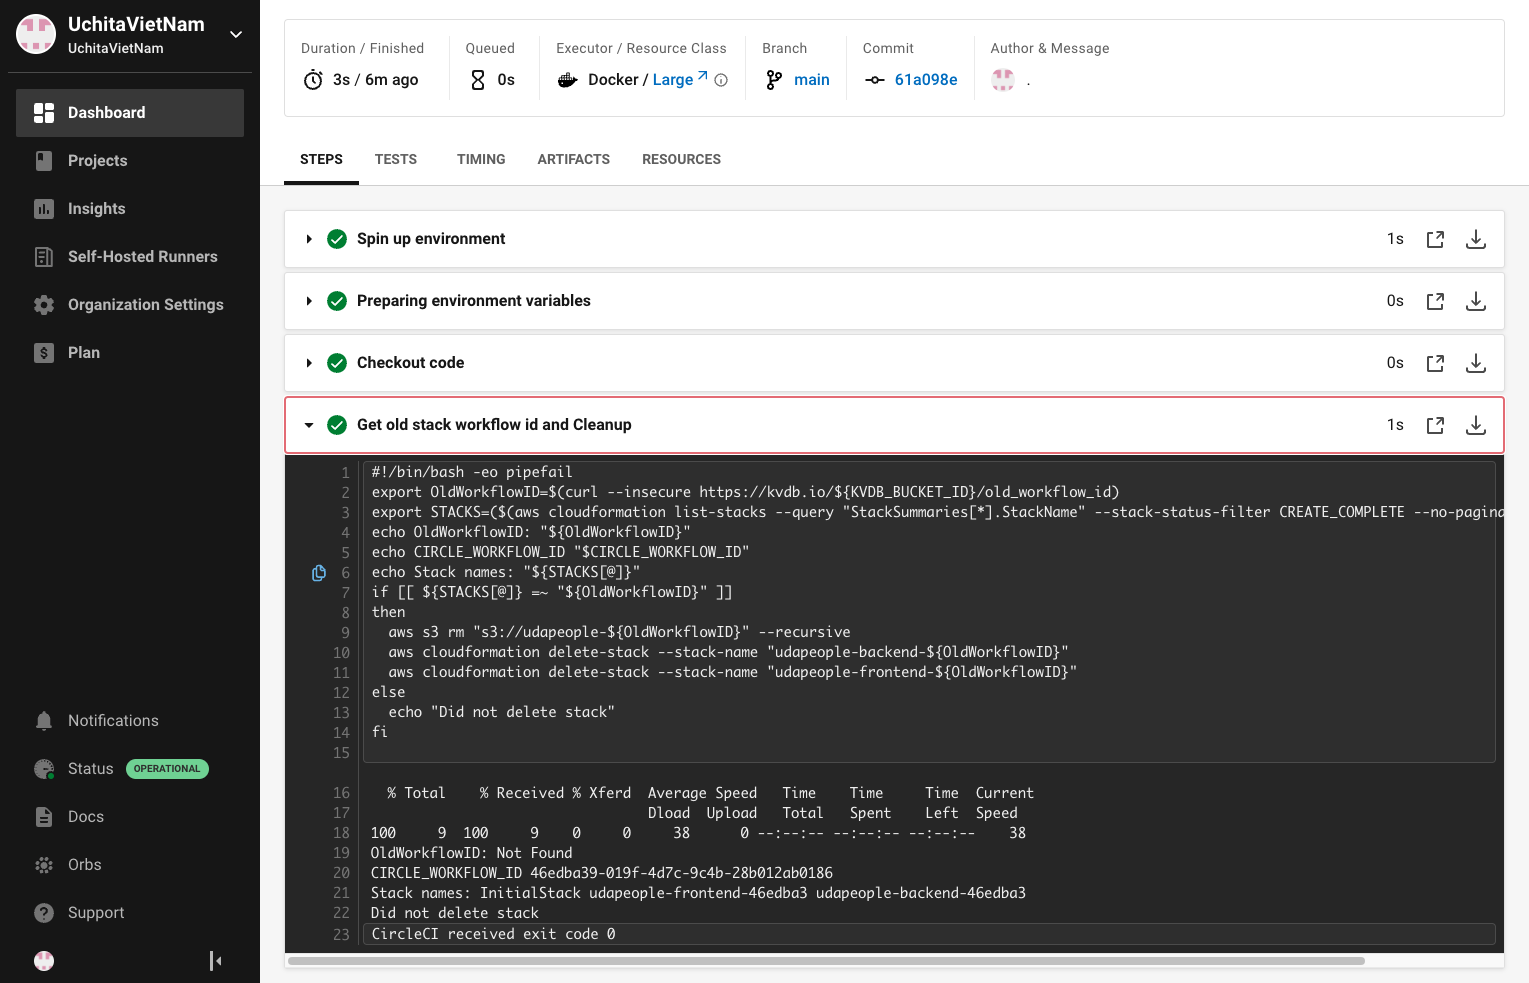 UchitaVietNam
UchitaVietNam
Dashboard
Projects
Insights
Self-Hosted Runners
Organization Settings
Plan
Notifications
Status OPERATIONAL
Docs
Orbs
Support
Duration / Finished
3s / 6m ago
Queued
0s
Executor / Resource Class
Docker / Large
Branch
main
Commit
61a098e
Author & Message
.
STEPS TESTS TIMING ARTIFACTS RESOURCES
Spin up environment 1s
Preparing environment variables 0s
Checkout code 0s
Get old stack workflow id and Cleanup 1s
1 #!/bin/bash -eo pipefail
2 export OldWorkflowID=$(curl --insecure https://kvdb.io/${KVDB_BUCKET_ID}/old_workflow_id)
3 export STACKS=($(aws cloudformation list-stacks --query "StackSummaries[*].StackName" --stack-status-filter CREATE_COMPLETE --no-pagina
4 echo OldWorkflowID: "${OldWorkflowID}"
5 echo CIRCLE_WORKFLOW_ID "$CIRCLE_WORKFLOW_ID"
6 echo Stack names: "${STACKS[@]}"
7 if [[ ${STACKS[@]} =~ "${OldWorkflowID}" ]]
8 then
9   aws s3 rm "s3://udapeople-${OldWorkflowID}" --recursive
10   aws cloudformation delete-stack --stack-name "udapeople-backend-${OldWorkflowID}"
11   aws cloudformation delete-stack --stack-name "udapeople-frontend-${OldWorkflowID}"
12 else
13   echo "Did not delete stack"
14 fi
15
16   % Total    % Received % Xferd  Average Speed   Time    Time     Time  Current
17                                  Dload  Upload   Total   Spent    Left  Speed
18 100     9  100     9    0     0     38      0 --:--:-- --:--:-- --:--:--    38
19 OldWorkflowID: Not Found
20 CIRCLE_WORKFLOW_ID 46edba39-019f-4d7c-9c4b-28b012ab0186
21 Stack names: InitialStack udapeople-frontend-46edba3 udapeople-backend-46edba3
22 Did not delete stack
23 CircleCI received exit code 0